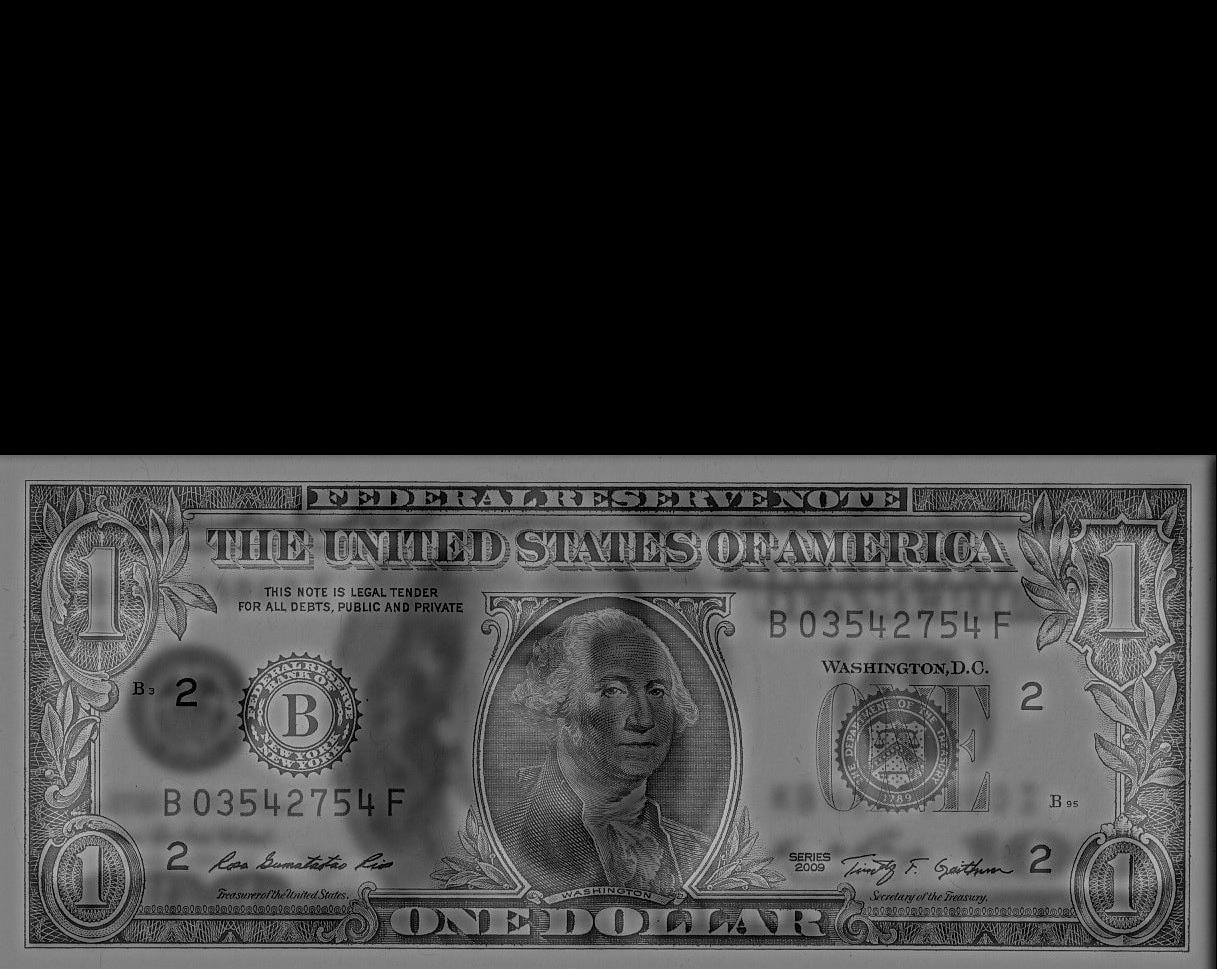 FEDERAL RESERVE NOTE
THE UNITED STATES OF AMERICA
THIS NOTE IS LEGAL TENDER
FOR ALL DEBTS, PUBLIC AND PRIVATE
B 03542754 F
WASHINGTON, D.C.
B3 2
FEDERAL RESERVE BANK OF NEW YORK
B
2
ONE
THE DEPARTMENT OF THE TREASURY
1789
B 03542754 F
B 95
2
Rosa Gumataotao Rios
SERIES
2009
Timothy F. Geithner
2
Treasurer of the United States.
WASHINGTON
Secretary of the Treasury.
ONE DOLLAR
1
1
1
1